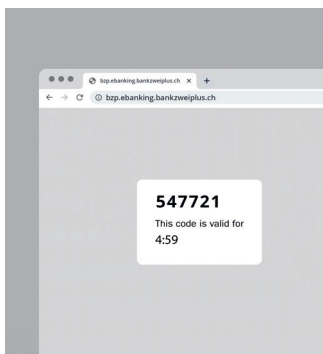 bzp.ebanking.bankzweiplus.ch
bzp.ebanking.bankzweiplus.ch
547721
This code is valid for
4:59